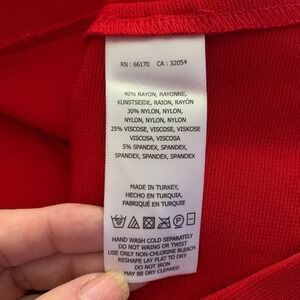 RN : 66170 CA : 32054
40% RAYON, RAYONNE,
KUNSTSEIDE, RAION, RAYÓN
30% NYLON, NYLON,
NYLON, NYLON, NYLON
25% VISCOSE, VISCOSE, VISKOSE
VISCOSA, VISCOSA
5% SPANDEX, SPANDEX,
SPANDEX, SPANDEX, SPANDEX
MADE IN TURKEY,
HECHO EN TURQUIA,
FABRIQUÉ EN TURQUIE
HAND WASH COLD SEPARATELY
DO NOT WRING OR TWIST
USE ONLY NON-CHLORINE BLEACH
RESHAPE LAY FLAT TO DRY
DO NOT IRON
MAY BE DRY CLEANED